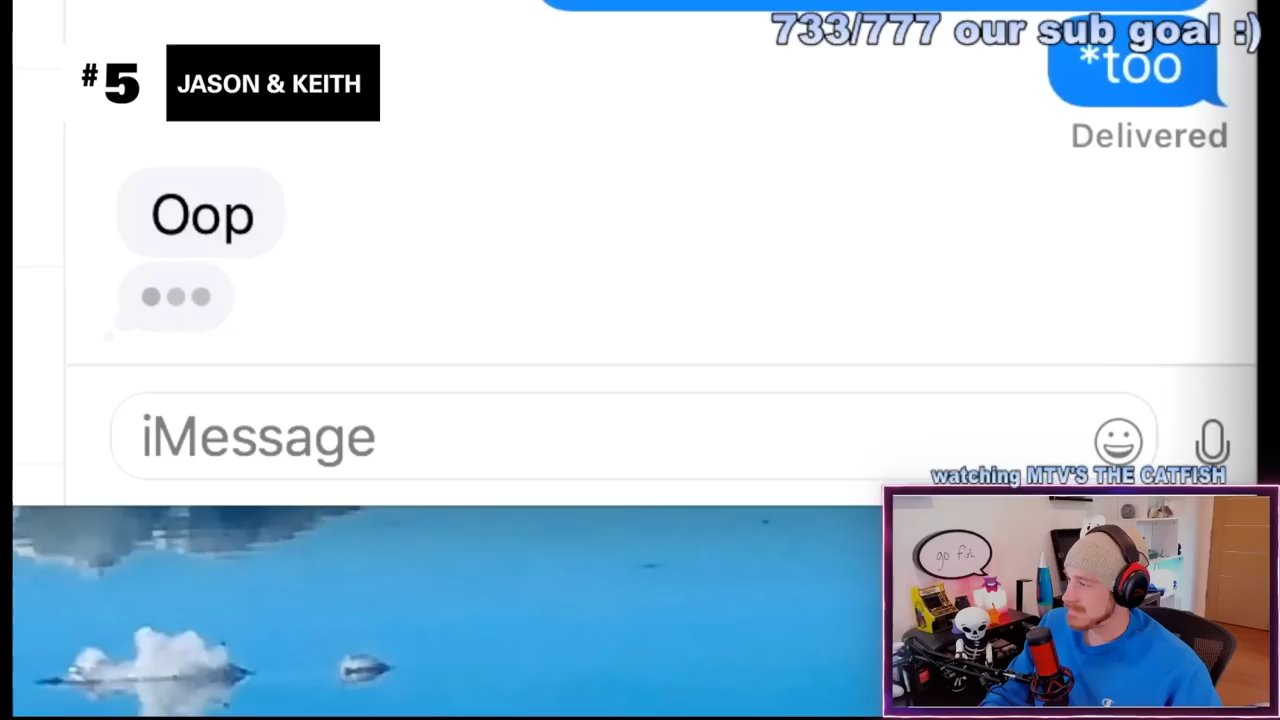 733/777 our sub goal :)
*too
#5 JASON & KEITH
Delivered
Oop
iMessage
watching MTV'S THE CATFISH
go fish